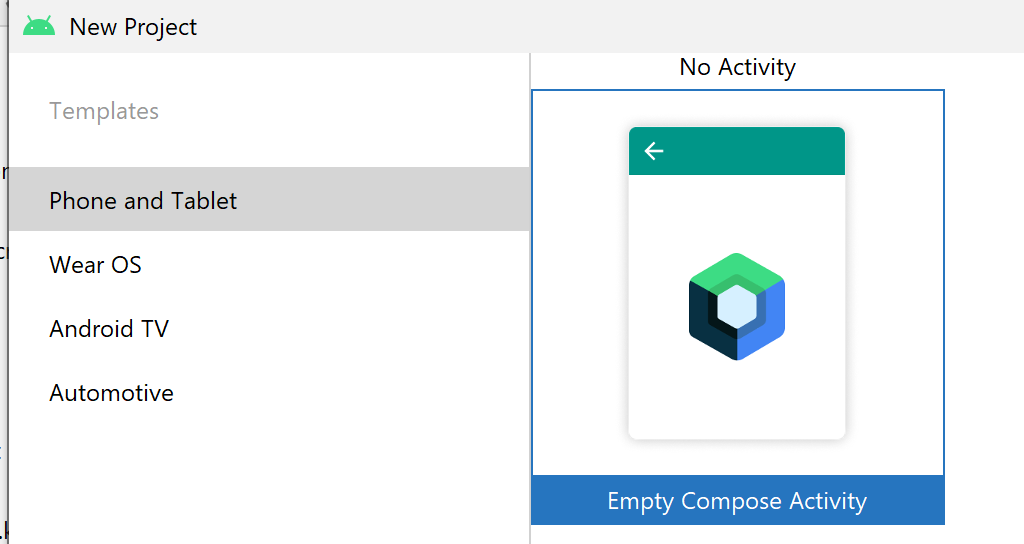 New Project
Templates
Phone and Tablet
Wear OS
Android TV
Automotive
No Activity
Empty Compose Activity